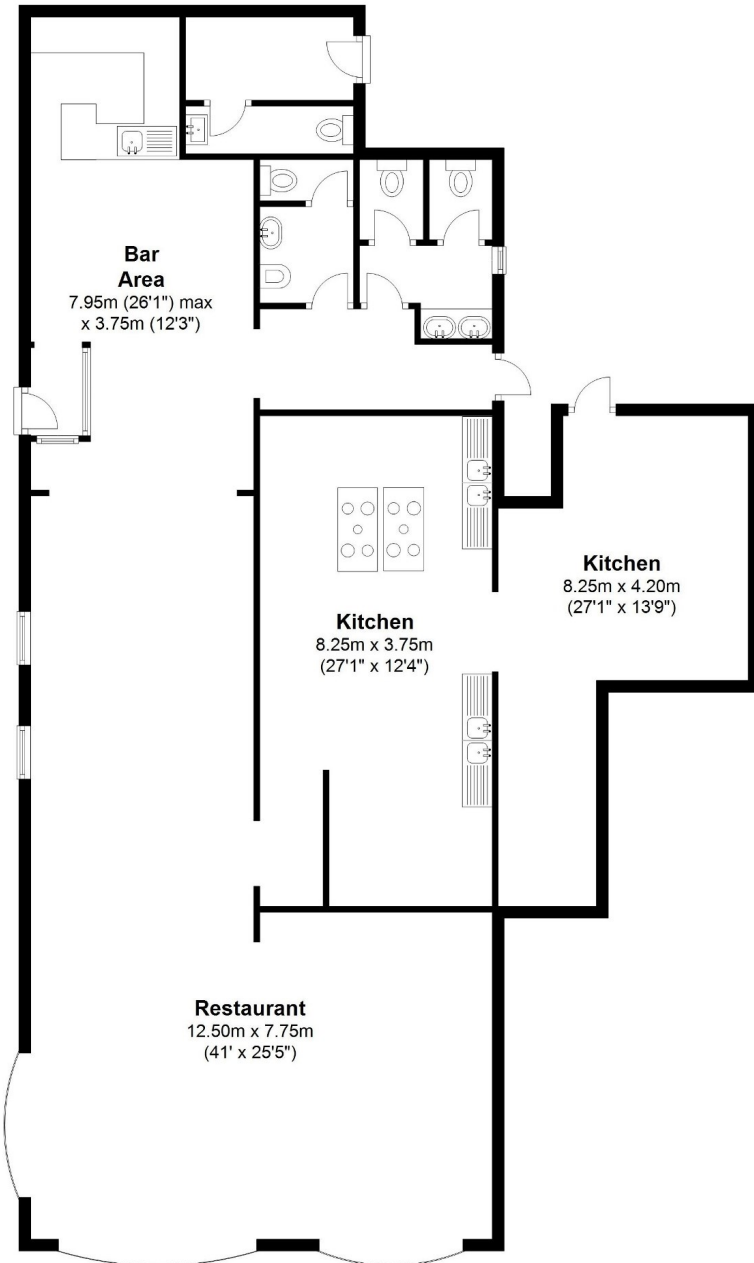 Bar
Area
7.95m (26'1") max
x 3.75m (12'3")
Kitchen
8.25m x 4.20m
(27'1" x 13'9")
Kitchen
8.25m x 3.75m
(27'1" x 12'4")
Restaurant
12.50m x 7.75m
(41' x 25'5")